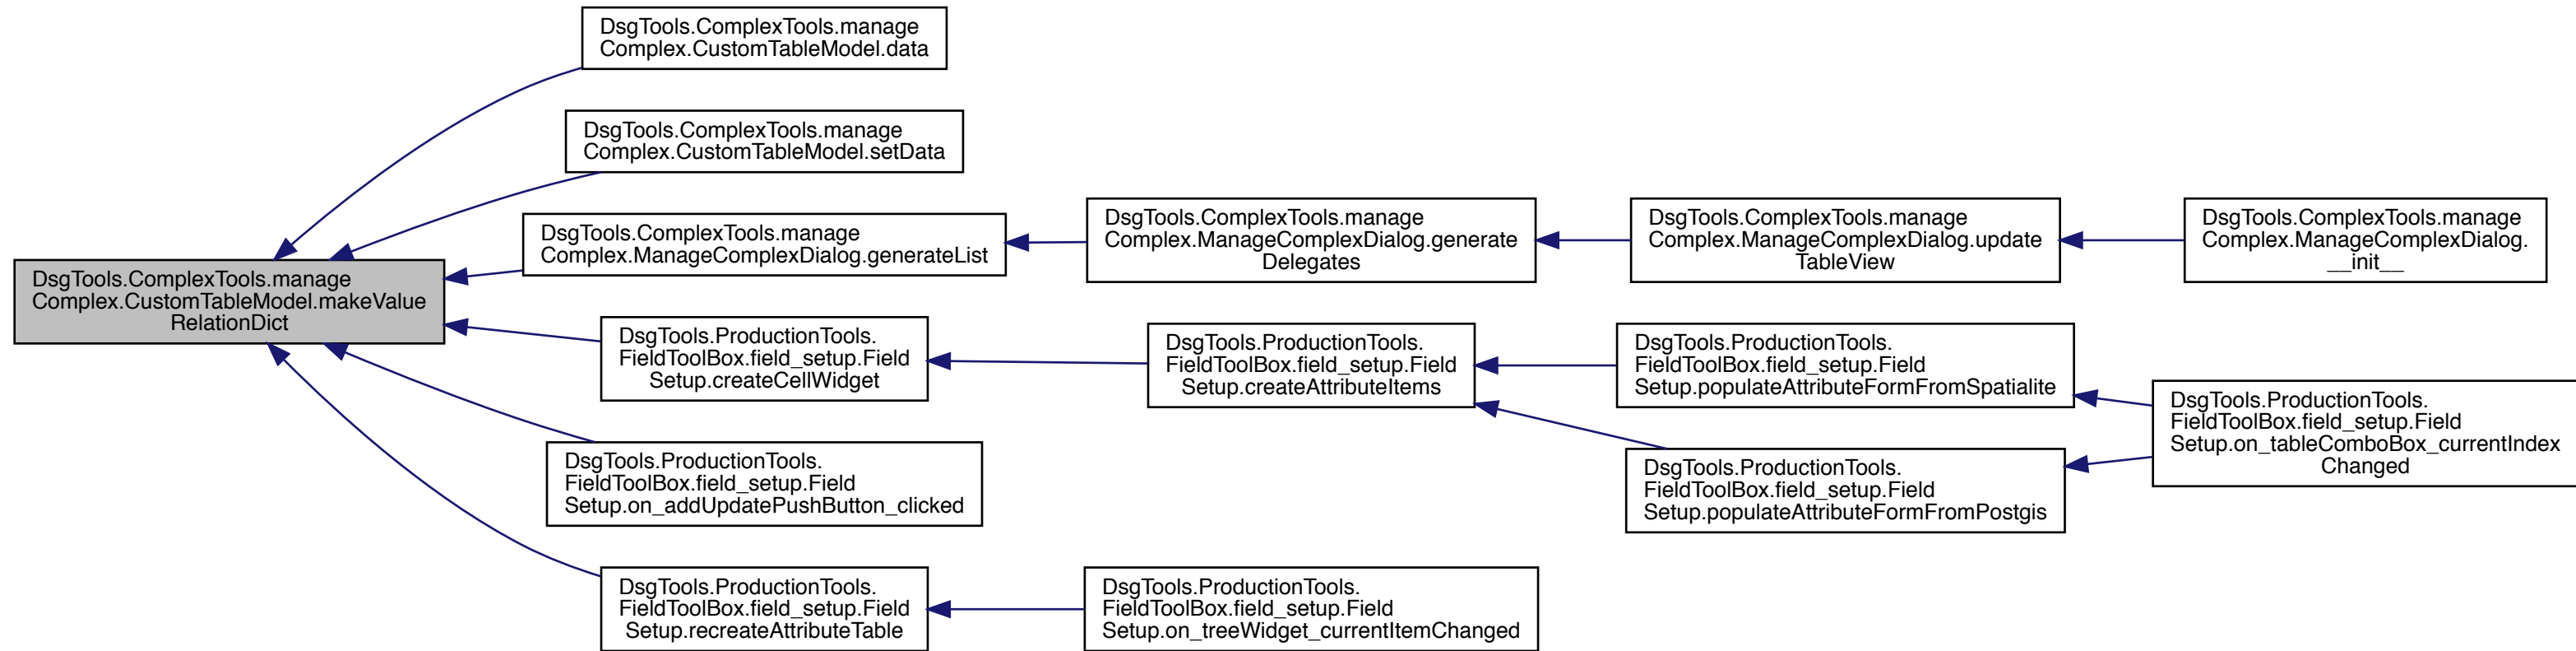 DsgTools.ComplexTools.manage
Complex.CustomTableModel.data
DsgTools.ComplexTools.manage
Complex.CustomTableModel.setData
DsgTools.ComplexTools.manage
Complex.ManageComplexDialog.generateList
DsgTools.ComplexTools.manage
Complex.ManageComplexDialog.generate
Delegates
DsgTools.ComplexTools.manage
Complex.ManageComplexDialog.update
TableView
DsgTools.ComplexTools.manage
Complex.ManageComplexDialog.
__init__
DsgTools.ComplexTools.manage
Complex.CustomTableModel.makeValue
RelationDict
DsgTools.ProductionTools.
FieldToolBox.field_setup.Field
Setup.createCellWidget
DsgTools.ProductionTools.
FieldToolBox.field_setup.Field
Setup.createAttributeItems
DsgTools.ProductionTools.
FieldToolBox.field_setup.Field
Setup.populateAttributeFormFromSpatialite
DsgTools.ProductionTools.
FieldToolBox.field_setup.Field
Setup.on_tableComboBox_currentIndex
Changed
DsgTools.ProductionTools.
FieldToolBox.field_setup.Field
Setup.on_addUpdatePushButton_clicked
DsgTools.ProductionTools.
FieldToolBox.field_setup.Field
Setup.populateAttributeFormFromPostgis
DsgTools.ProductionTools.
FieldToolBox.field_setup.Field
Setup.recreateAttributeTable
DsgTools.ProductionTools.
FieldToolBox.field_setup.Field
Setup.on_treeWidget_currentItemChanged